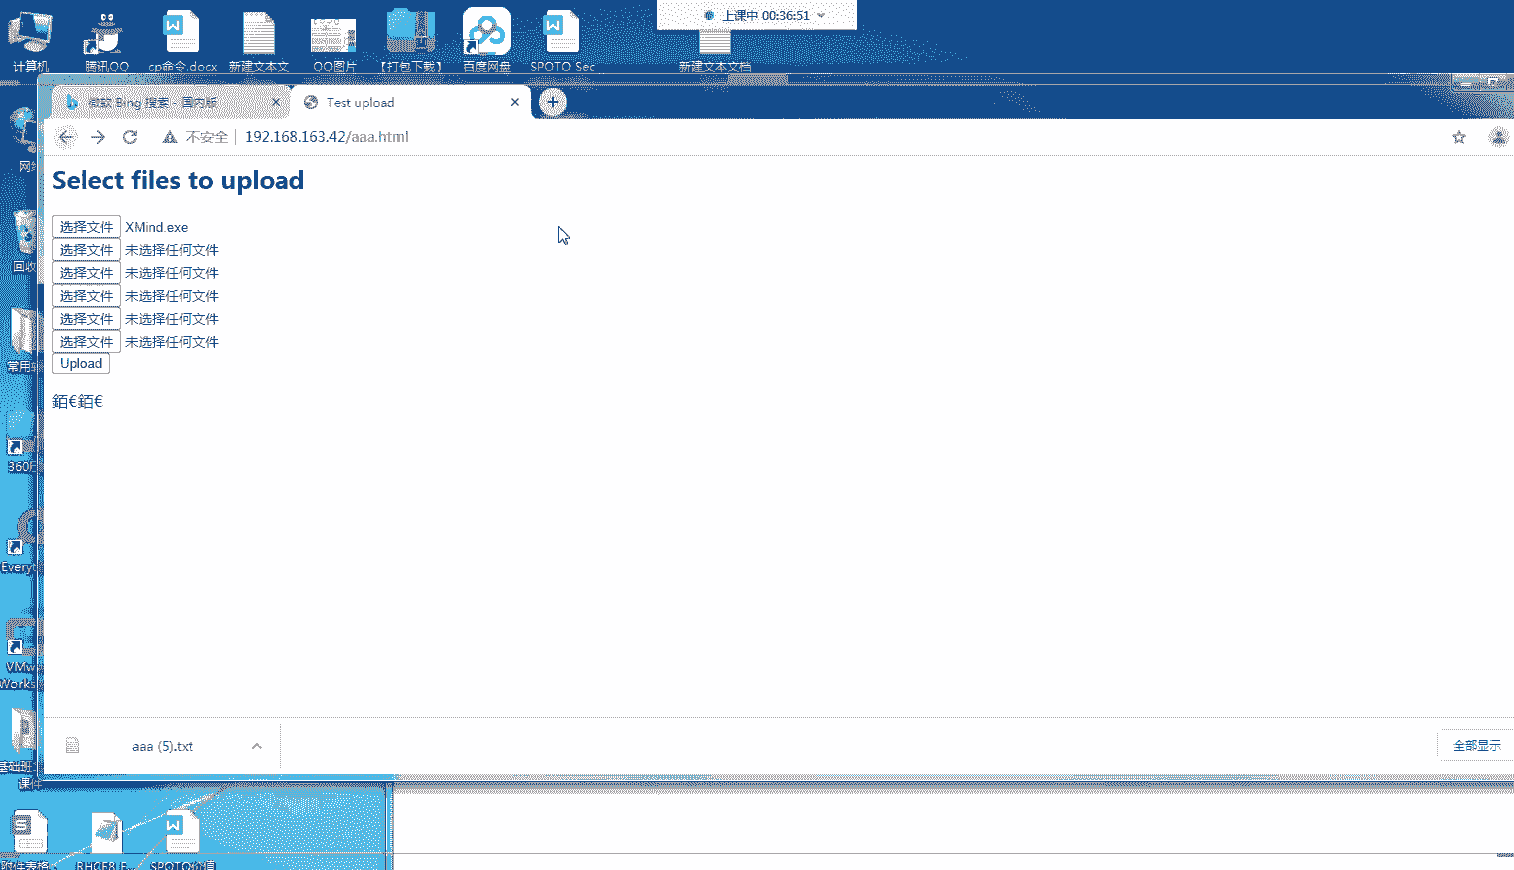 上课中 00:36:51
计算机
腾讯QQ
cp命令.docx
新建文本文
QQ图片
【打包下载】
百度网盘
SPOTO Sec
新建文本文档
微软 Bing 搜索 - 国内版
Test upload
不安全
192.168.163.42/aaa.html
Select files to upload
选择文件 XMind.exe
选择文件 未选择任何文件
选择文件 未选择任何文件
选择文件 未选择任何文件
选择文件 未选择任何文件
选择文件 未选择任何文件
Upload
銆€銆€
网络
回收
常用
360
Everyt
VMw
Works
基础班
课件
aaa (5).txt
全部显示
附件表格
RHCE8 E...